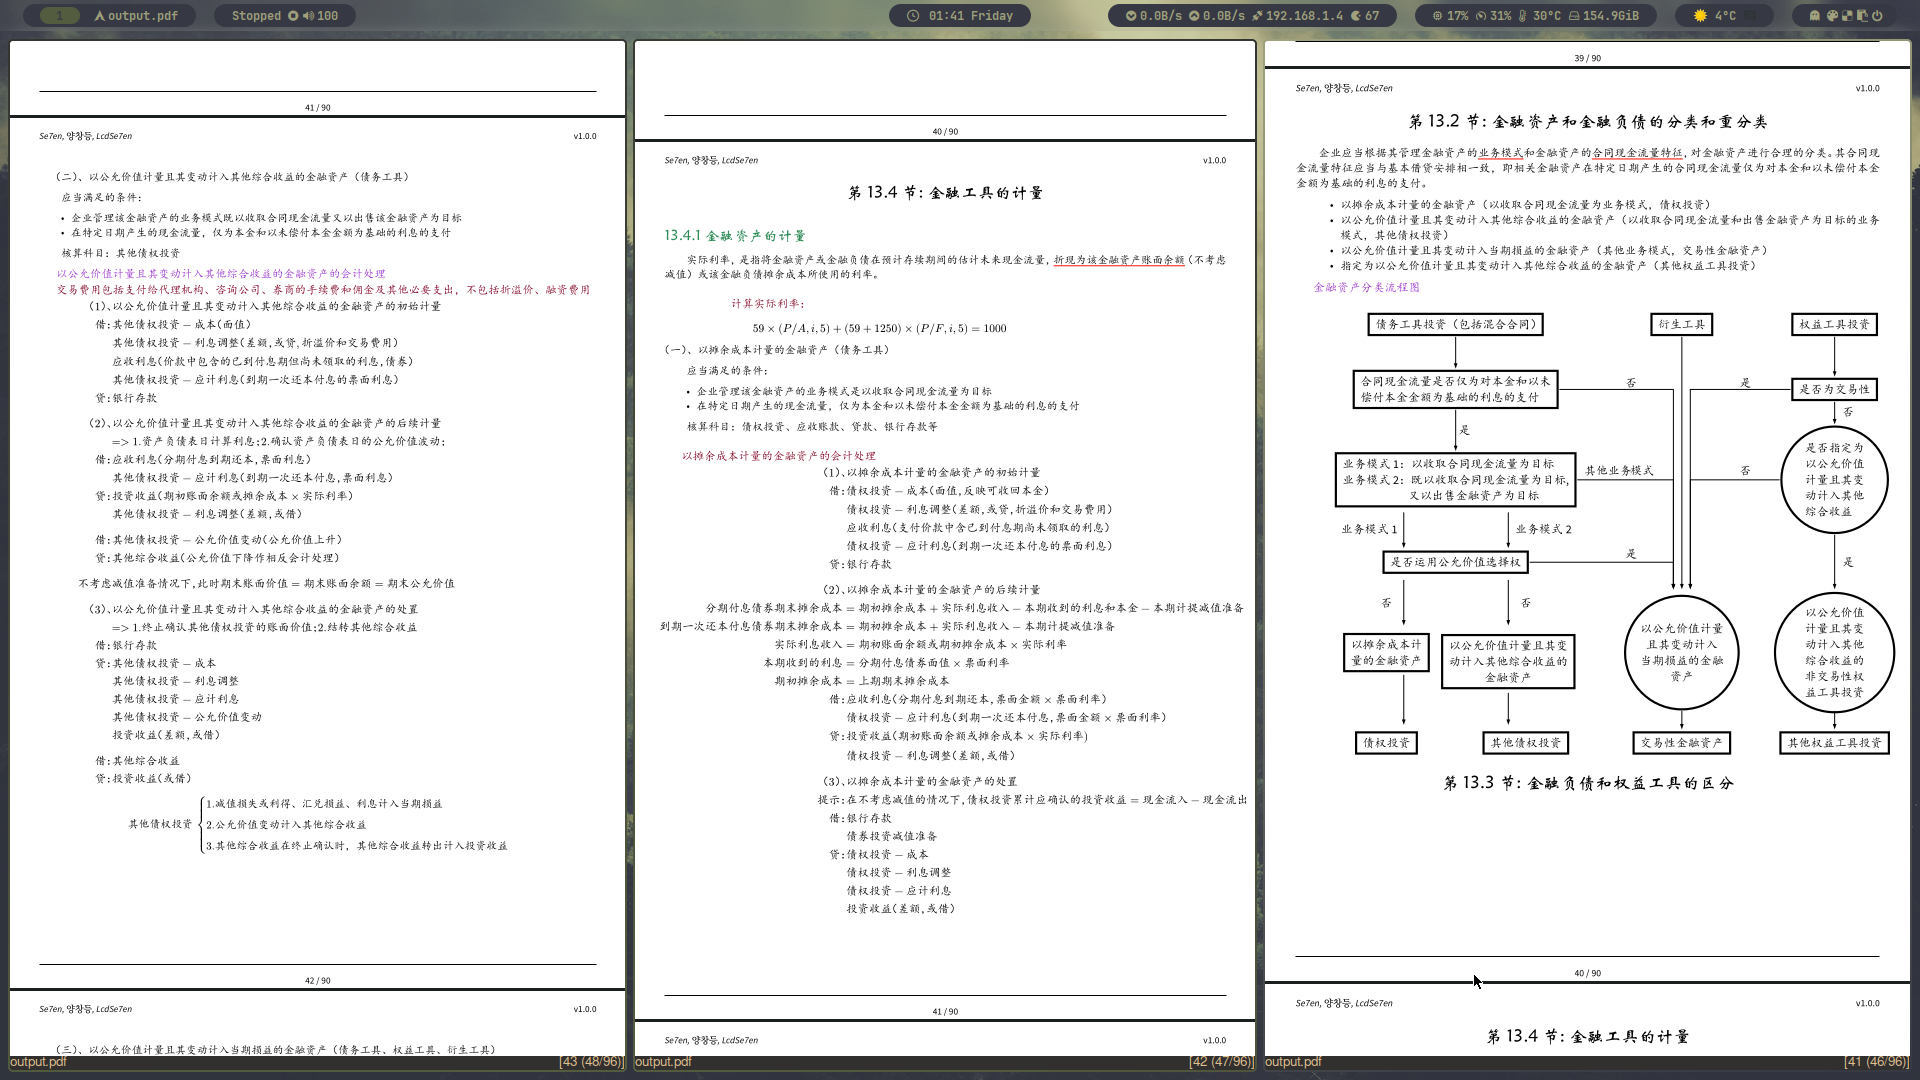 1
output.pdf
Stopped 100
01:41 Friday
0.0B/s 0.0B/s 192.168.1.4 67
17% 31% 30°C 154.9GiB
4°C
41 / 90
Se7en, 양창등, LcdSe7en v1.0.0
(二)、以公允价值计量且其变动计入其他综合收益的金融资产（债务工具）
应当满足的条件：
• 企业管理该金融资产的业务模式既以收取合同现金流量又以出售该金融资产为目标
• 在特定日期产生的现金流量，仅为本金和以未偿付本金金额为基础的利息的支付
核算科目：其他债权投资
以公允价值计量且其变动计入其他综合收益的金融资产的会计处理
交易费用包括支付给代理机构、咨询公司、券商的手续费和佣金及其他必要支出，不包括折溢价、融资费用
(1)、以公允价值计量且其变动计入其他综合收益的金融资产的初始计量
借:其他债权投资 − 成本(面值)
其他债权投资 − 利息调整(差额,或贷,折溢价和交易费用)
应收利息(价款中包含的已到付息期但尚未领取的利息,债券)
其他债权投资 − 应计利息(到期一次还本付息的票面利息)
贷:银行存款
(2)、以公允价值计量且其变动计入其他综合收益的金融资产的后续计量
=> 1.资产负债表日计算利息;2.确认资产负债表日的公允价值波动;
借:应收利息(分期付息到期还本,票面利息)
其他债权投资 − 应计利息(到期一次还本付息,票面利息)
贷:投资收益(期初账面余额或摊余成本 × 实际利率)
其他债权投资 − 利息调整(差额,或借)
借:其他债权投资 − 公允价值变动(公允价值上升)
贷:其他综合收益(公允价值下降作相反会计处理)
不考虑减值准备情况下,此时期末账面价值 = 期末账面余额 = 期末公允价值
(3)、以公允价值计量且其变动计入其他综合收益的金融资产的处置
=> 1.终止确认其他债权投资的账面价值;2.结转其他综合收益
借:银行存款
贷:其他债权投资 − 成本
其他债权投资 − 利息调整
其他债权投资 − 应计利息
其他债权投资 − 公允价值变动
投资收益(差额,或借)
借:其他综合收益
贷:投资收益(或借)
其他债权投资
1.减值损失或利得、汇兑损益、利息计入当期损益
2.公允价值变动计入其他综合收益
3.其他综合收益在终止确认时，其他综合收益转出计入投资收益
42 / 90
Se7en, 양창등, LcdSe7en v1.0.0
(三)、以公允价值计量且其变动计入当期损益的金融资产（债务工具、权益工具、衍生工具）
output.pdf [43 (48/96)]
40 / 90
Se7en, 양창등, LcdSe7en v1.0.0
第 13.4 节: 金融工具的计量
13.4.1 金融资产的计量
实际利率，是指将金融资产或金融负债在预计存续期间的估计未来现金流量，折现为该金融资产账面余额（不考虑
减值）或该金融负债摊余成本所使用的利率。
计算实际利率:
59 × (P/A, i, 5) + (59 + 1250) × (P/F, i, 5) = 1000
(一)、以摊余成本计量的金融资产（债务工具）
应当满足的条件：
• 企业管理该金融资产的业务模式是以收取合同现金流量为目标
• 在特定日期产生的现金流量，仅为本金和以未偿付本金金额为基础的利息的支付
核算科目：债权投资、应收账款、贷款、银行存款等
以摊余成本计量的金融资产的会计处理
(1)、以摊余成本计量的金融资产的初始计量
借:债权投资 − 成本(面值,反映可收回本金)
债权投资 − 利息调整(差额,或贷,折溢价和交易费用)
应收利息(支付价款中含已到付息期尚未领取的利息)
债权投资 − 应计利息(到期一次还本付息的票面利息)
贷:银行存款
(2)、以摊余成本计量的金融资产的后续计量
分期付息债券期末摊余成本 = 期初摊余成本 + 实际利息收入 − 本期收到的利息和本金 − 本期计提减值准备
到期一次还本付息债券期末摊余成本 = 期初摊余成本 + 实际利息收入 − 本期计提减值准备
实际利息收入 = 期初账面余额或期初摊余成本 × 实际利率
本期收到的利息 = 分期付息债券面值 × 票面利率
期初摊余成本 = 上期期末摊余成本
借:应收利息(分期付息到期还本,票面金额 × 票面利率)
债权投资 − 应计利息(到期一次还本付息,票面金额 × 票面利率)
贷:投资收益(期初账面余额或摊余成本 × 实际利率)
债权投资 − 利息调整(差额,或借)
(3)、以摊余成本计量的金融资产的处置
提示:在不考虑减值的情况下,债权投资累计应确认的投资收益 = 现金流入 − 现金流出
借:银行存款
债券投资减值准备
贷:债权投资 − 成本
债权投资 − 利息调整
债权投资 − 应计利息
投资收益(差额,或借)
41 / 90
Se7en, 양창등, LcdSe7en v1.0.0
output.pdf [42 (47/96)]
39 / 90
Se7en, 양창등, LcdSe7en v1.0.0
第 13.2 节: 金融资产和金融负债的分类和重分类
企业应当根据其管理金融资产的业务模式和金融资产的合同现金流量特征，对金融资产进行合理的分类。其合同现
金流量特征应当与基本借贷安排相一致，即相关金融资产在特定日期产生的合同现金流量仅为对本金和以未偿付本金
金额为基础的利息的支付。
• 以摊余成本计量的金融资产（以收取合同现金流量为业务模式，债权投资）
• 以公允价值计量且其变动计入其他综合收益的金融资产（以收取合同现金流量和出售金融资产为目标的业务
模式，其他债权投资）
• 以公允价值计量且其变动计入当期损益的金融资产（其他业务模式，交易性金融资产）
• 指定为以公允价值计量且其变动计入其他综合收益的金融资产（其他权益工具投资）
金融资产分类流程图
债务工具投资（包括混合合同） 衍生工具 权益工具投资
合同现金流量是否仅为对本金和以未
偿付本金金额为基础的利息的支付
否
是
是否为交易性
否
是
业务模式 1：以收取合同现金流量为目标
业务模式 2：既以收取合同现金流量为目标，
又以出售金融资产为目标
其他业务模式
否
是否指定为
以公允价值
计量且其变
动计入其他
综合收益
业务模式 1 业务模式 2
是否运用公允价值选择权
是
是
否 否
以摊余成本计
量的金融资产
以公允价值计量且其变
动计入其他综合收益的
金融资产
以公允价值计量
且其变动计入
当期损益的金融
资产
以公允价值
计量且其变
动计入其他
综合收益的
非交易性权
益工具投资
债权投资 其他债权投资 交易性金融资产 其他权益工具投资
第 13.3 节: 金融负债和权益工具的区分
40 / 90
Se7en, 양창등, LcdSe7en v1.0.0
第 13.4 节: 金融工具的计量
output.pdf [41 (46/96)]